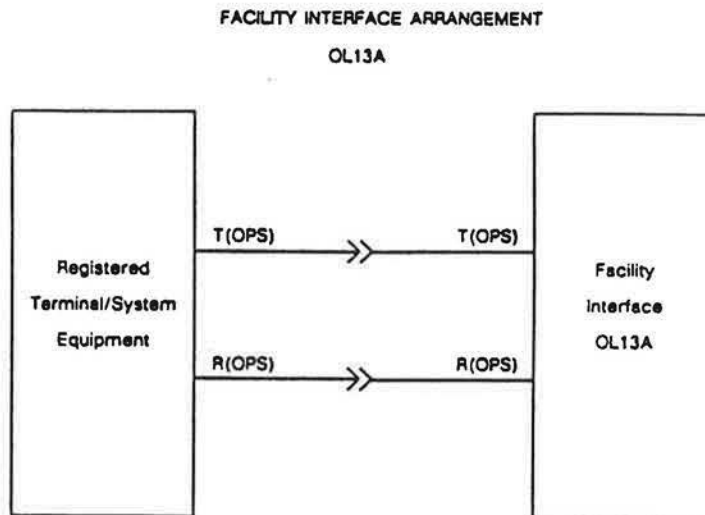 FACILITY INTERFACE ARRANGEMENT
OL13A
T(OPS) T(OPS)
Registered
Terminal/System
Equipment
Facility
Interface
OL13A
R(OPS) R(OPS)